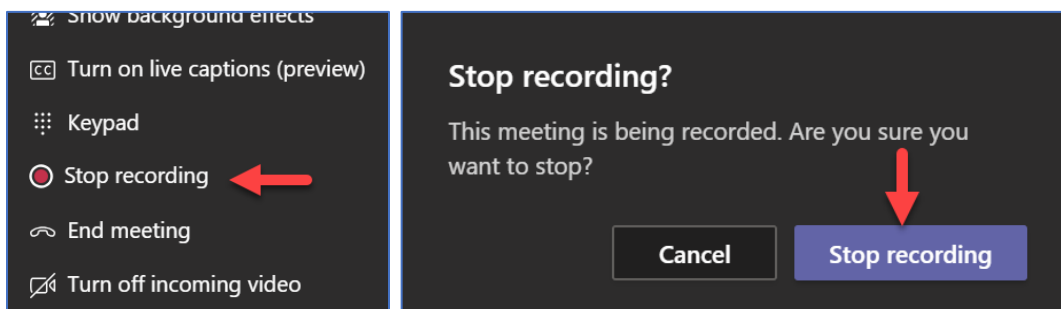 Show background effects
CC Turn on live captions (preview)
Keypad
Stop recording
End meeting
Turn off incoming video
Stop recording?
This meeting is being recorded. Are you sure you
want to stop?
Cancel
Stop recording